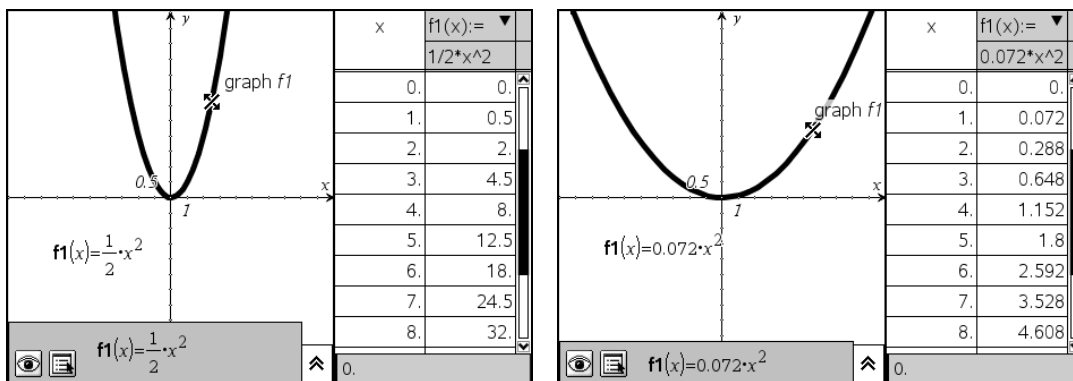 y
graph f1
0.5
x
1
f1(x)=1/2·x²
f1(x)=1/2·x²
x f1(x):= ▼
1/2*x^2
0. 0.
1. 0.5
2. 2.
3. 4.5
4. 8.
5. 12.5
6. 18.
7. 24.5
8. 32.
0.
y
graph f1
0.5
x
1
f1(x)=0.072·x²
f1(x)=0.072·x²
x f1(x):= ▼
0.072*x^2
0. 0.
1. 0.072
2. 0.288
3. 0.648
4. 1.152
5. 1.8
6. 2.592
7. 3.528
8. 4.608
0.